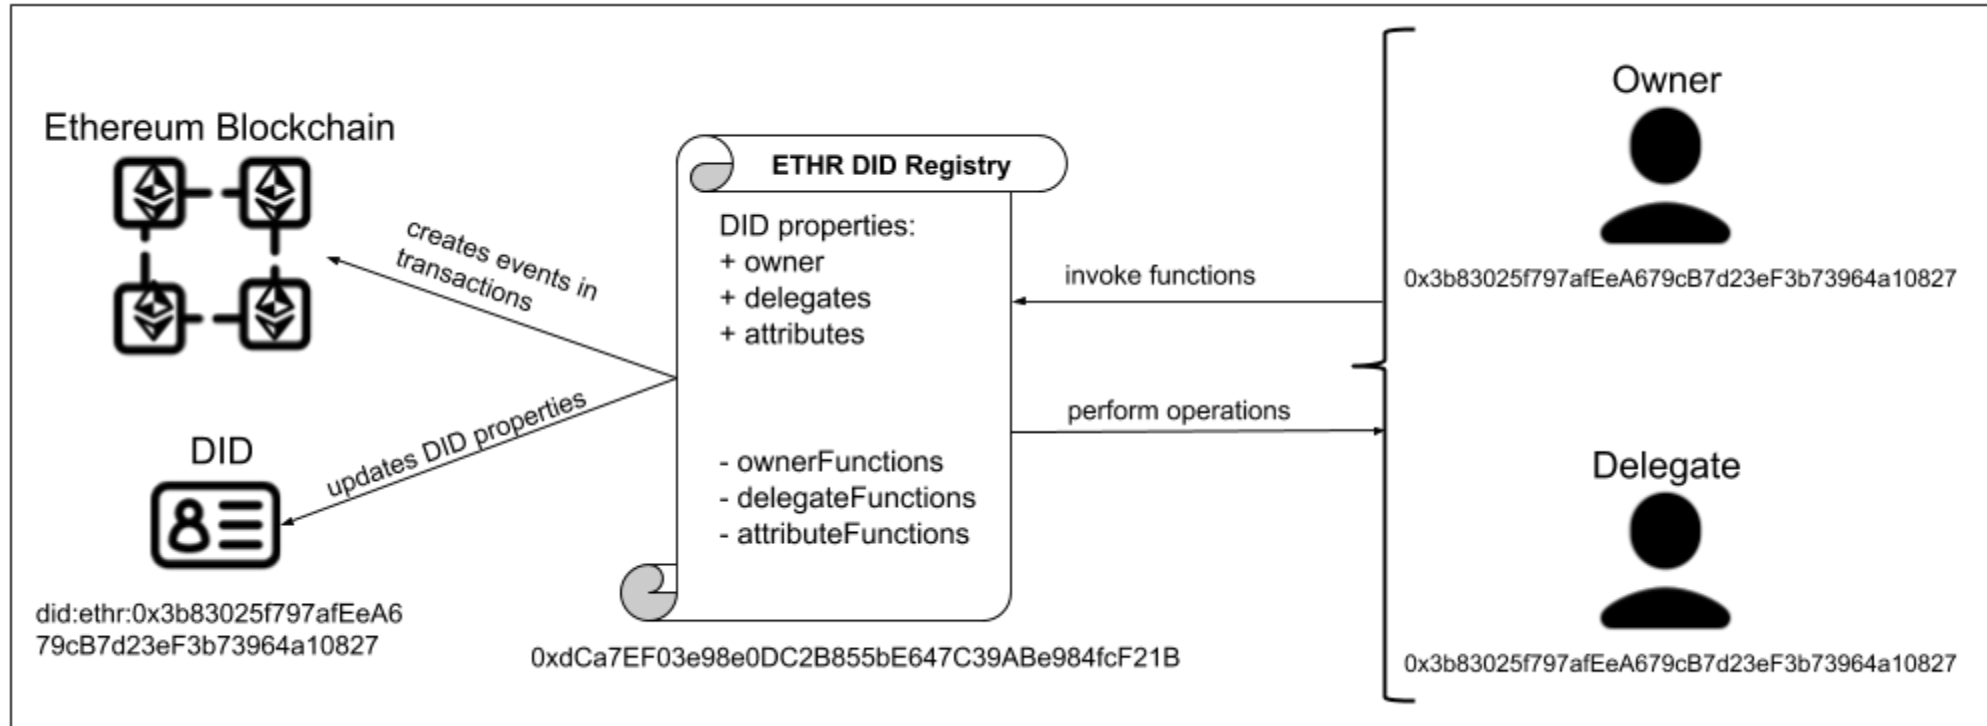 Ethereum Blockchain
creates events in
transactions
updates DID properties
DID
did:ethr:0x3b83025f797afEeA6
79cB7d23eF3b73964a10827
ETHR DID Registry
DID properties:
+ owner
+ delegates
+ attributes
- ownerFunctions
- delegateFunctions
- attributeFunctions
0xdCa7EF03e98e0DC2B855bE647C39ABe984fcF21B
invoke functions
perform operations
Owner
0x3b83025f797afEeA679cB7d23eF3b73964a10827
Delegate
0x3b83025f797afEeA679cB7d23eF3b73964a10827